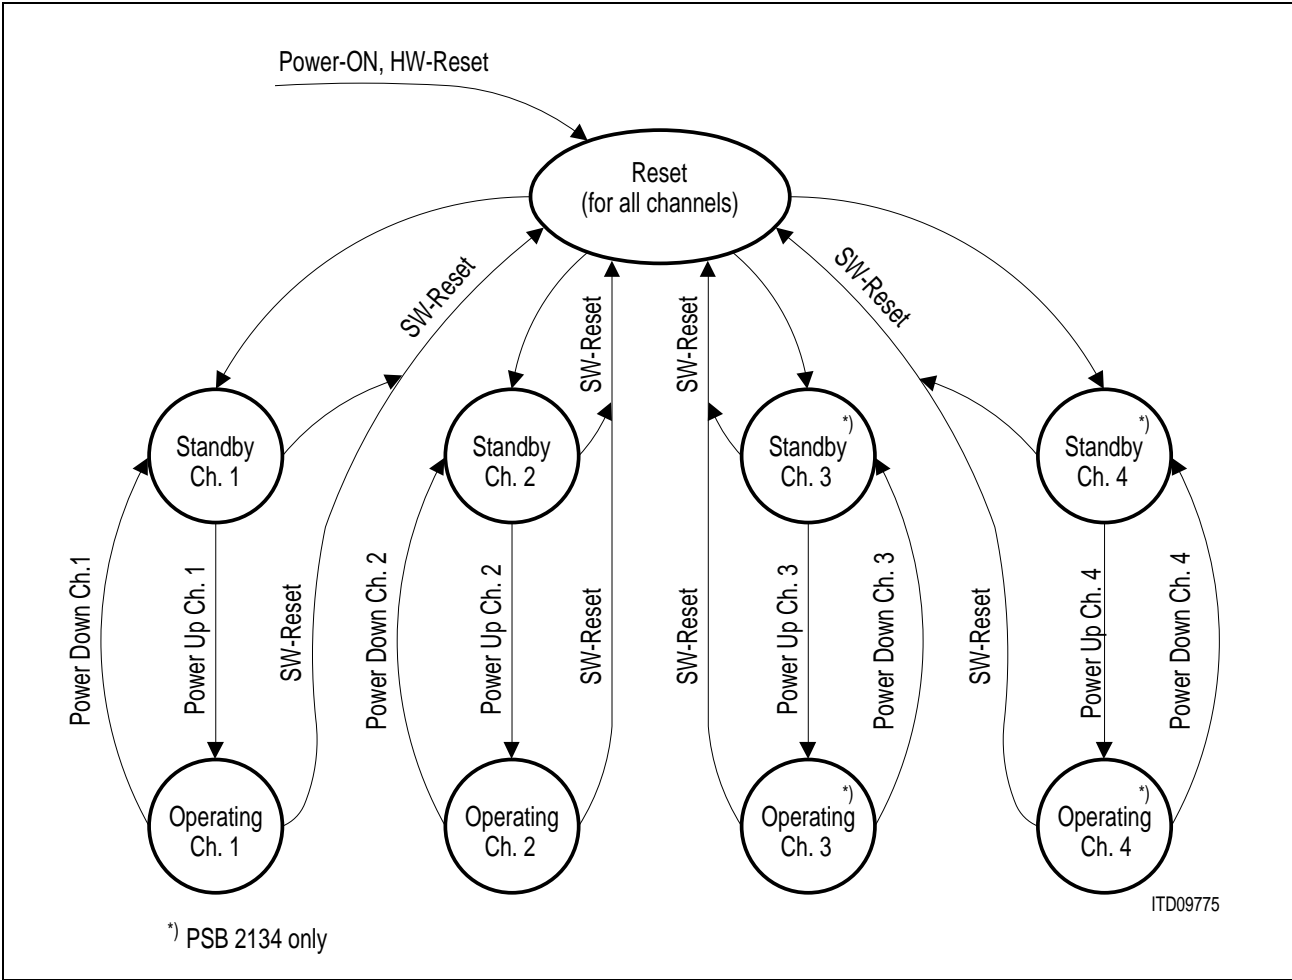 Power-ON, HW-Reset
Reset
(for all channels)
SW-Reset
SW-Reset
SW-Reset
SW-Reset
Standby
Ch. 1
Standby
Ch. 2
*)
Standby
Ch. 3
*)
Standby
Ch. 4
Power Down Ch.1
Power Up Ch. 1
SW-Reset
Power Down Ch. 2
Power Up Ch. 2
SW-Reset
SW-Reset
Power Up Ch. 3
Power Down Ch. 3
SW-Reset
Power Up Ch. 4
Power Down Ch. 4
Operating
Ch. 1
Operating
Ch. 2
*)
Operating
Ch. 3
*)
Operating
Ch. 4
ITD09775
*) PSB 2134 only